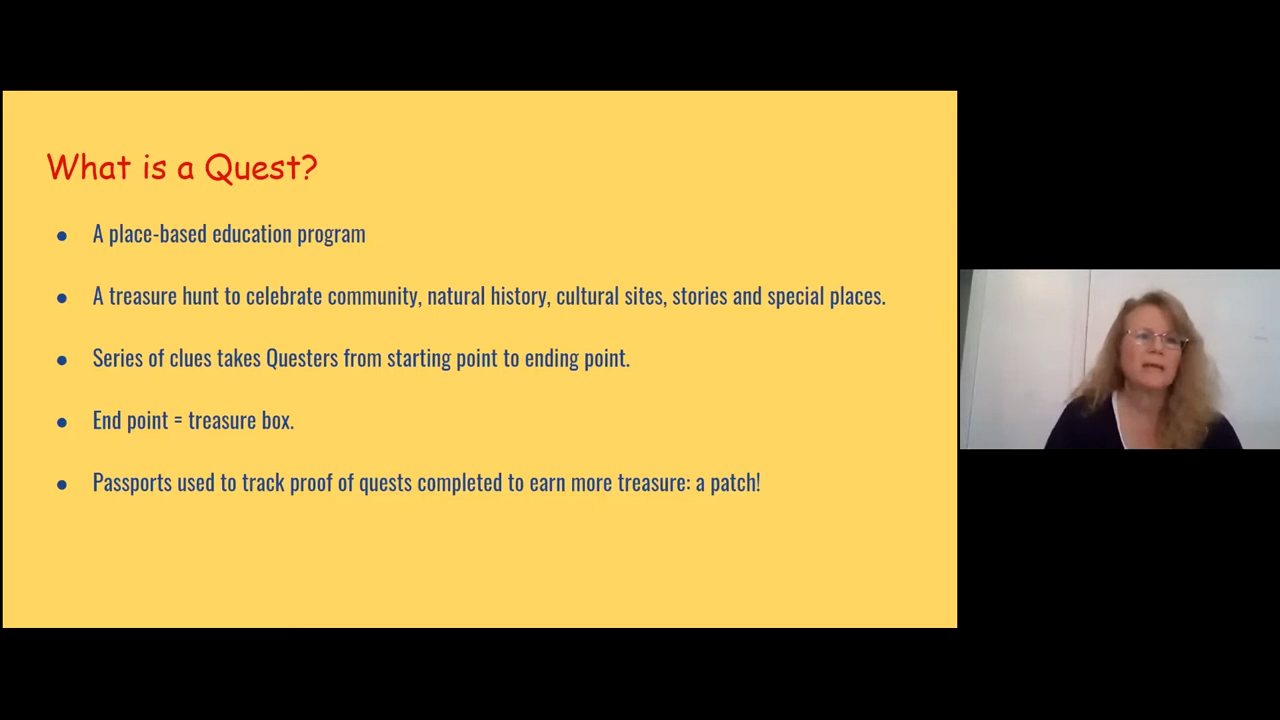 What is a Quest?
● A place-based education program
● A treasure hunt to celebrate community, natural history, cultural sites, stories and special places.
● Series of clues takes Questers from starting point to ending point.
● End point = treasure box.
● Passports used to track proof of quests completed to earn more treasure: a patch!